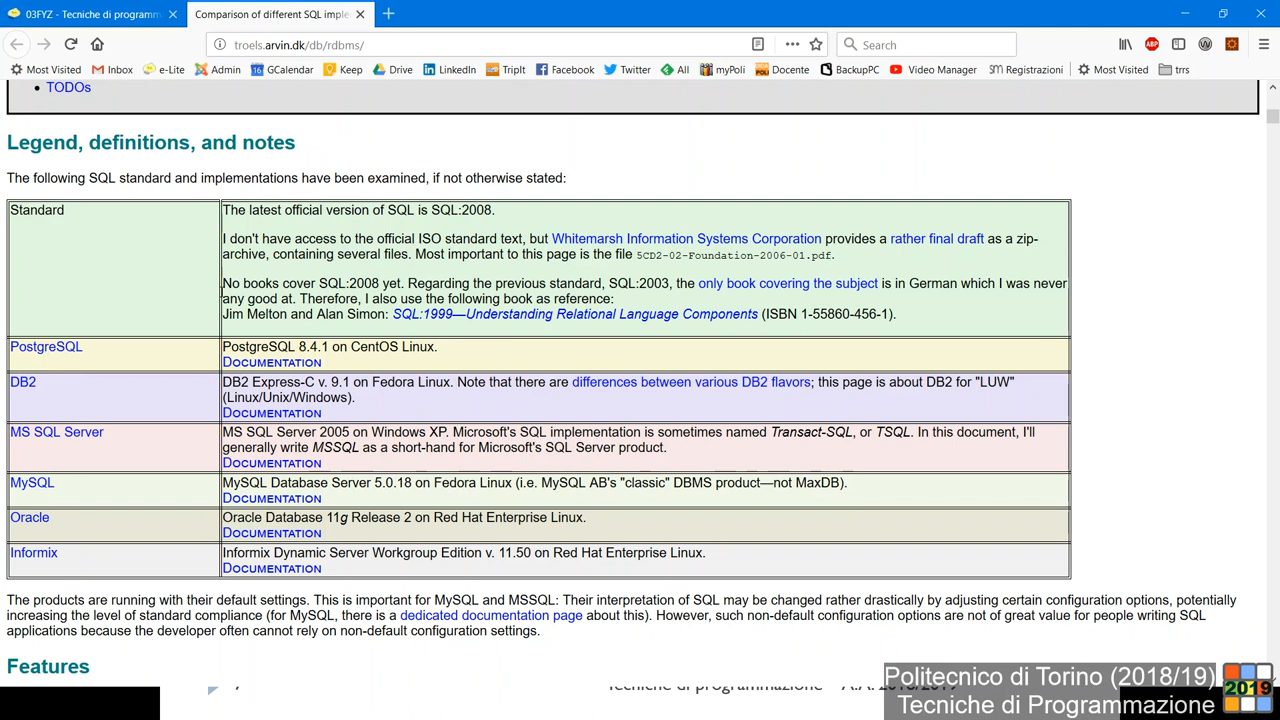 03FYZ - Tecniche di programm
Comparison of different SQL imple
troels.arvin.dk/db/rdbms/
Search
ABP
Most Visited
Inbox
e-Lite
Admin
16 GCalendar
Keep
Drive
LinkedIn
TripIt
Facebook
Twitter
All
myPoli
Docente
BackupPC
Video Manager
Registrazioni
Most Visited
trrs
• TODOs
Legend, definitions, and notes
The following SQL standard and implementations have been examined, if not otherwise stated:
Standard
The latest official version of SQL is SQL:2008.
I don't have access to the official ISO standard text, but Whitemarsh Information Systems Corporation provides a rather final draft as a zip-
archive, containing several files. Most important to this page is the file 5CD2-02-Foundation-2006-01.pdf.
No books cover SQL:2008 yet. Regarding the previous standard, SQL:2003, the only book covering the subject is in German which I was never
any good at. Therefore, I also use the following book as reference:
Jim Melton and Alan Simon: SQL:1999—Understanding Relational Language Components (ISBN 1-55860-456-1).
PostgreSQL
PostgreSQL 8.4.1 on CentOS Linux.
DOCUMENTATION
DB2
DB2 Express-C v. 9.1 on Fedora Linux. Note that there are differences between various DB2 flavors; this page is about DB2 for "LUW"
(Linux/Unix/Windows).
DOCUMENTATION
MS SQL Server
MS SQL Server 2005 on Windows XP. Microsoft's SQL implementation is sometimes named Transact-SQL, or TSQL. In this document, I'll
generally write MSSQL as a short-hand for Microsoft's SQL Server product.
DOCUMENTATION
MySQL
MySQL Database Server 5.0.18 on Fedora Linux (i.e. MySQL AB's "classic" DBMS product—not MaxDB).
DOCUMENTATION
Oracle
Oracle Database 11g Release 2 on Red Hat Enterprise Linux.
DOCUMENTATION
Informix
Informix Dynamic Server Workgroup Edition v. 11.50 on Red Hat Enterprise Linux.
DOCUMENTATION
The products are running with their default settings. This is important for MySQL and MSSQL: Their interpretation of SQL may be changed rather drastically by adjusting certain configuration options, potentially
increasing the level of standard compliance (for MySQL, there is a dedicated documentation page about this). However, such non-default configuration options are not of great value for people writing SQL
applications because the developer often cannot rely on non-default configuration settings.
Features
Tecniche di programmazione
Politecnico di Torino (2018/19)
Tecniche di Programmazione
2019